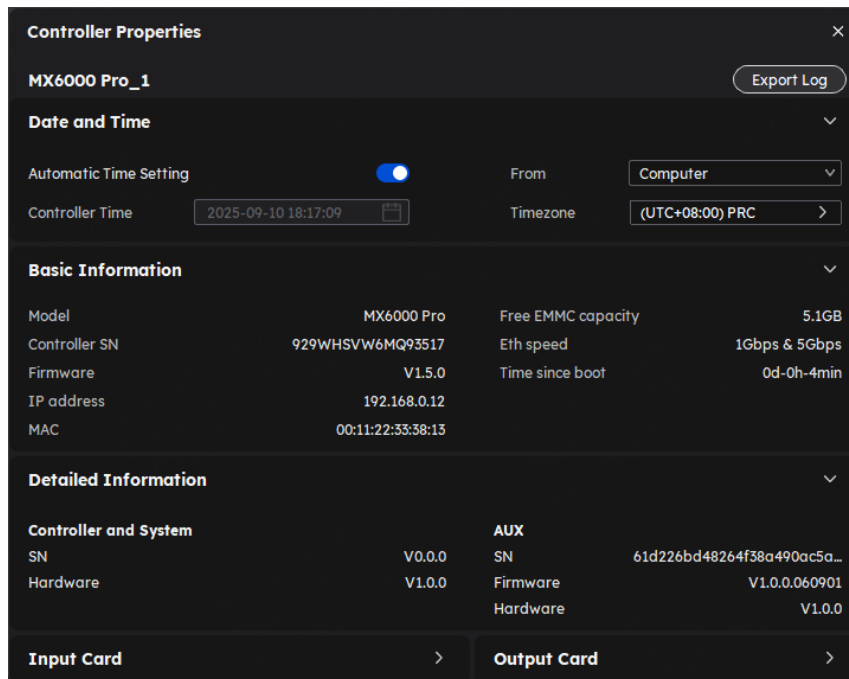 Controller Properties
MX6000 Pro_1
Export Log
Date and Time
Automatic Time Setting
From
Computer
Controller Time
2025-09-10 18:17:09
Timezone
(UTC+08:00) PRC
Basic Information
Model
MX6000 Pro
Free EMMC capacity
5.1GB
Controller SN
929WHSVW6MQ93517
Eth speed
1Gbps & 5Gbps
Firmware
V1.5.0
Time since boot
0d-0h-4min
IP address
192.168.0.12
MAC
00:11:22:33:38:13
Detailed Information
Controller and System
AUX
SN
V0.0.0
SN
61d226bd48264f38a490ac5a...
Hardware
V1.0.0
Firmware
V1.0.0.060901
Hardware
V1.0.0
Input Card
Output Card